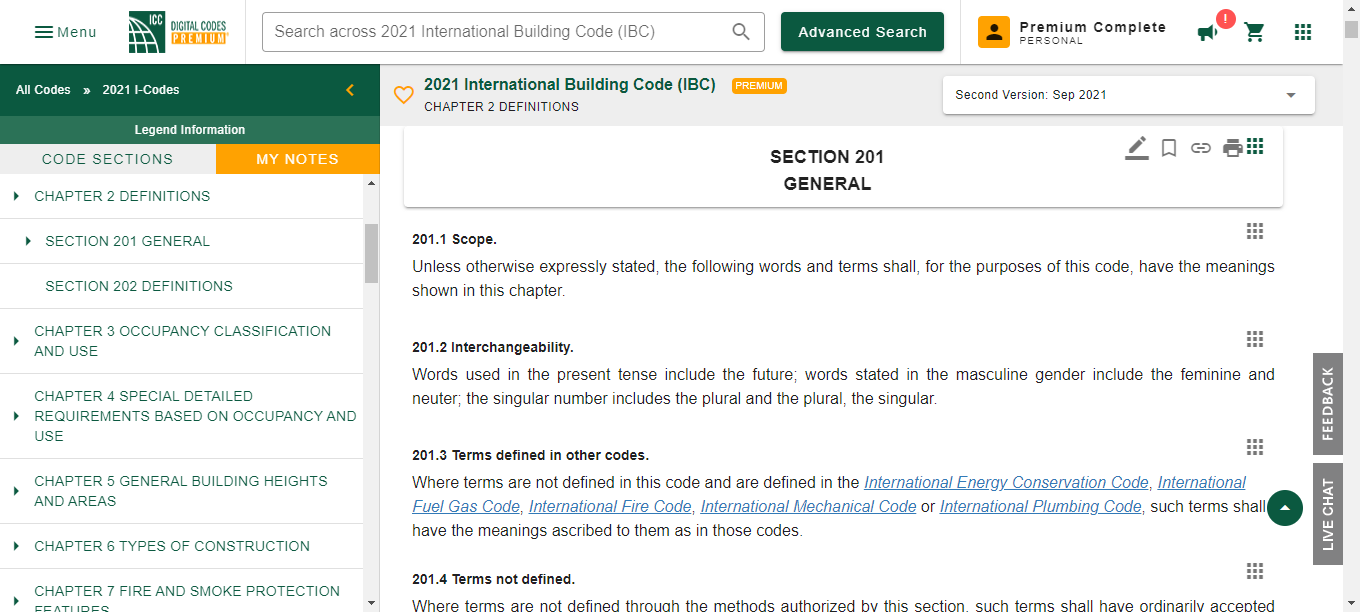 Menu
ICC
DIGITAL CODES
PREMIUM
Search across 2021 International Building Code (IBC)
Advanced Search
Premium Complete
PERSONAL
!
All Codes » 2021 I-Codes
Legend Information
CODE SECTIONS
MY NOTES
CHAPTER 2 DEFINITIONS
SECTION 201 GENERAL
SECTION 202 DEFINITIONS
CHAPTER 3 OCCUPANCY CLASSIFICATION
AND USE
CHAPTER 4 SPECIAL DETAILED
REQUIREMENTS BASED ON OCCUPANCY AND
USE
CHAPTER 5 GENERAL BUILDING HEIGHTS
AND AREAS
CHAPTER 6 TYPES OF CONSTRUCTION
CHAPTER 7 FIRE AND SMOKE PROTECTION
FEATURES
2021 International Building Code (IBC)
PREMIUM
CHAPTER 2 DEFINITIONS
Second Version: Sep 2021
SECTION 201
GENERAL
201.1 Scope.
Unless otherwise expressly stated, the following words and terms shall, for the purposes of this code, have the meanings
shown in this chapter.
201.2 Interchangeability.
Words used in the present tense include the future; words stated in the masculine gender include the feminine and
neuter; the singular number includes the plural and the plural, the singular.
201.3 Terms defined in other codes.
Where terms are not defined in this code and are defined in the International Energy Conservation Code, International
Fuel Gas Code, International Fire Code, International Mechanical Code or International Plumbing Code, such terms shall
have the meanings ascribed to them as in those codes.
201.4 Terms not defined.
Where terms are not defined through the methods authorized by this section, such terms shall have ordinarily accepted
FEEDBACK
LIVE CHAT